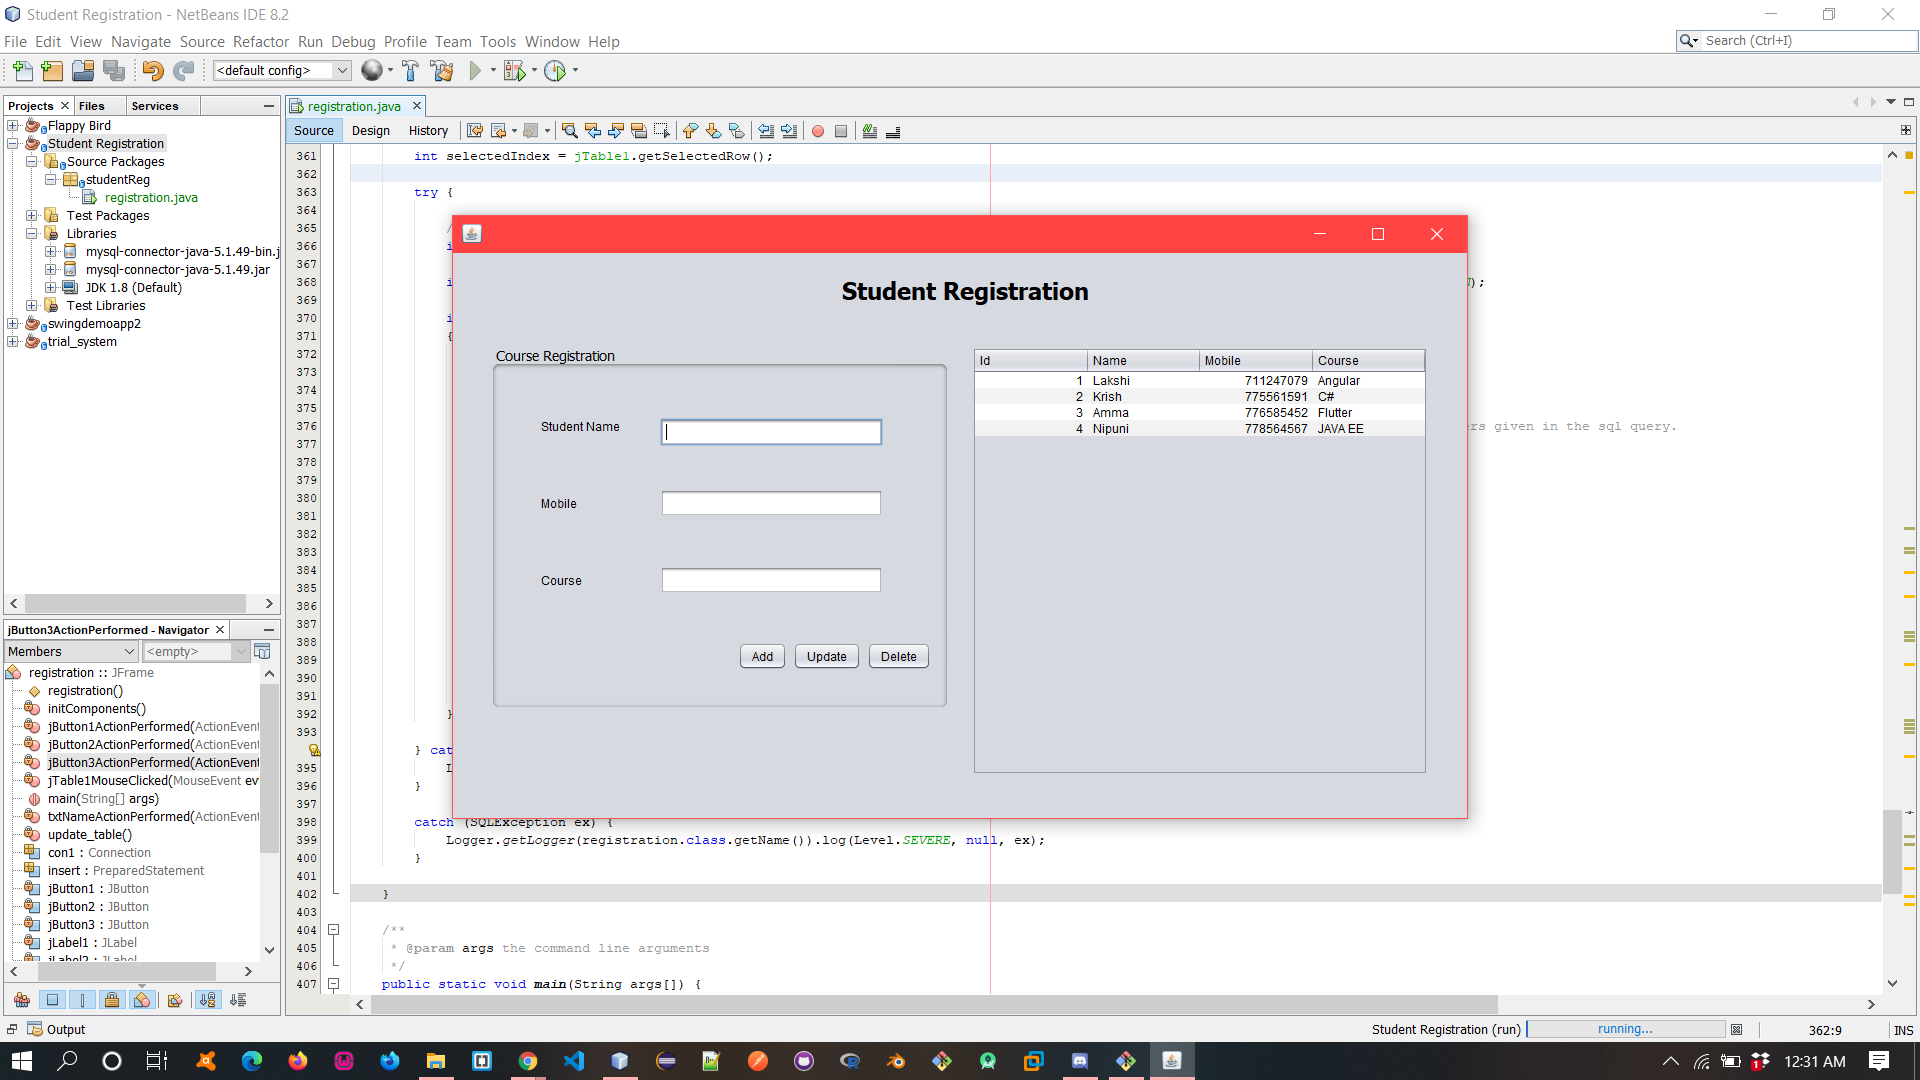 Student Registration - NetBeans IDE 8.2
File Edit View Navigate Source Refactor Run Debug Profile Team Tools Window Help
Search (Ctrl+I)
<default config>
Projects Files Services
Flappy Bird
Student Registration
Source Packages
studentReg
registration.java
Test Packages
Libraries
mysql-connector-java-5.1.49-bin.j
mysql-connector-java-5.1.49.jar
JDK 1.8 (Default)
Test Libraries
swingdemoapp2
trial_system
jButton3ActionPerformed - Navigator
Members <empty>
registration :: JFrame
registration()
initComponents()
jButton1ActionPerformed(ActionEvent
jButton2ActionPerformed(ActionEvent
jButton3ActionPerformed(ActionEvent
jTable1MouseClicked(MouseEvent ev
main(String[] args)
txtNameActionPerformed(ActionEvent
update_table()
con1 : Connection
insert : PreparedStatement
jButton1 : JButton
jButton2 : JButton
jButton3 : JButton
jLabel1 : JLabel
jLabel2 : JLabel
registration.java
Source Design History
361 int selectedIndex = jTable1.getSelectedRow();
362
363 try {
364
365 /
366 i
367
368 i );
369
370 i
371 {
372
373
374
375
376 rs given in the sql query.
377
378
379
380
381
382
383
384
385
386
387
388
389
390
391
392 }
393
} cat
395 L
396 }
397
398 catch (SQLException ex) {
399 Logger.getLogger(registration.class.getName()).log(Level.SEVERE, null, ex);
400 }
401
402 }
403
404 /**
405 * @param args the command line arguments
406 */
407 public static void main(String args[]) {
Student Registration
Course Registration
Student Name
Mobile
Course
Add Update Delete
Id Name Mobile Course
1 Lakshi 711247079 Angular
2 Krish 775561591 C#
3 Amma 776585452 Flutter
4 Nipuni 778564567 JAVA EE
Output
Student Registration (run) running... 362:9 INS
12:31 AM